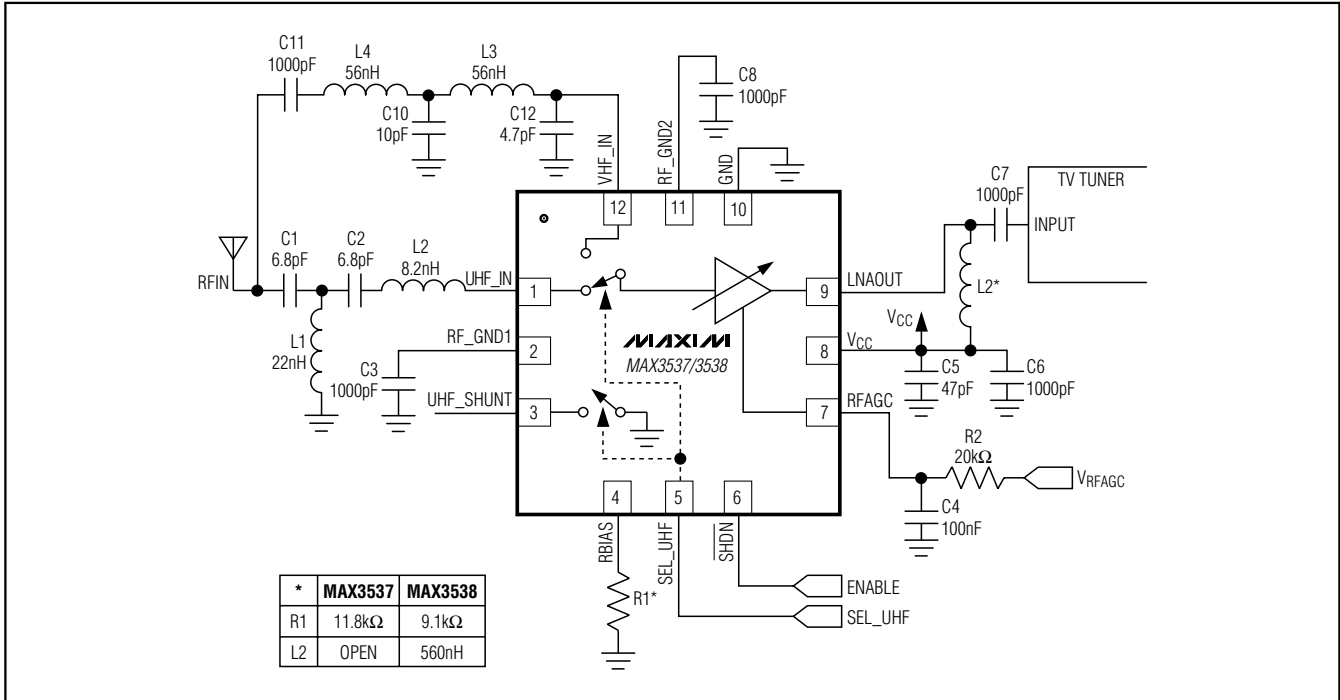 C11
1000pF
L4
56nH
L3
56nH
C10
10pF
C12
4.7pF
C8
1000pF
VHF_IN
RF_GND2
GND
12
11
10
C7
1000pF
TV TUNER
INPUT
RFIN
C1
6.8pF
C2
6.8pF
L2
8.2nH
UHF_IN
1
9
LNAOUT
L2*
L1
22nH
RF_GND1
2
MAXIM
MAX3537/3538
8
VCC
VCC
C3
1000pF
C5
47pF
C6
1000pF
UHF_SHUNT
3
7
RFAGC
R2
20kΩ
VRFAGC
C4
100nF
4
5
6
RBIAS
SEL_UHF
SHDN
R1*
ENABLE
SEL_UHF
* MAX3537 MAX3538
R1 11.8kΩ 9.1kΩ
L2 OPEN 560nH